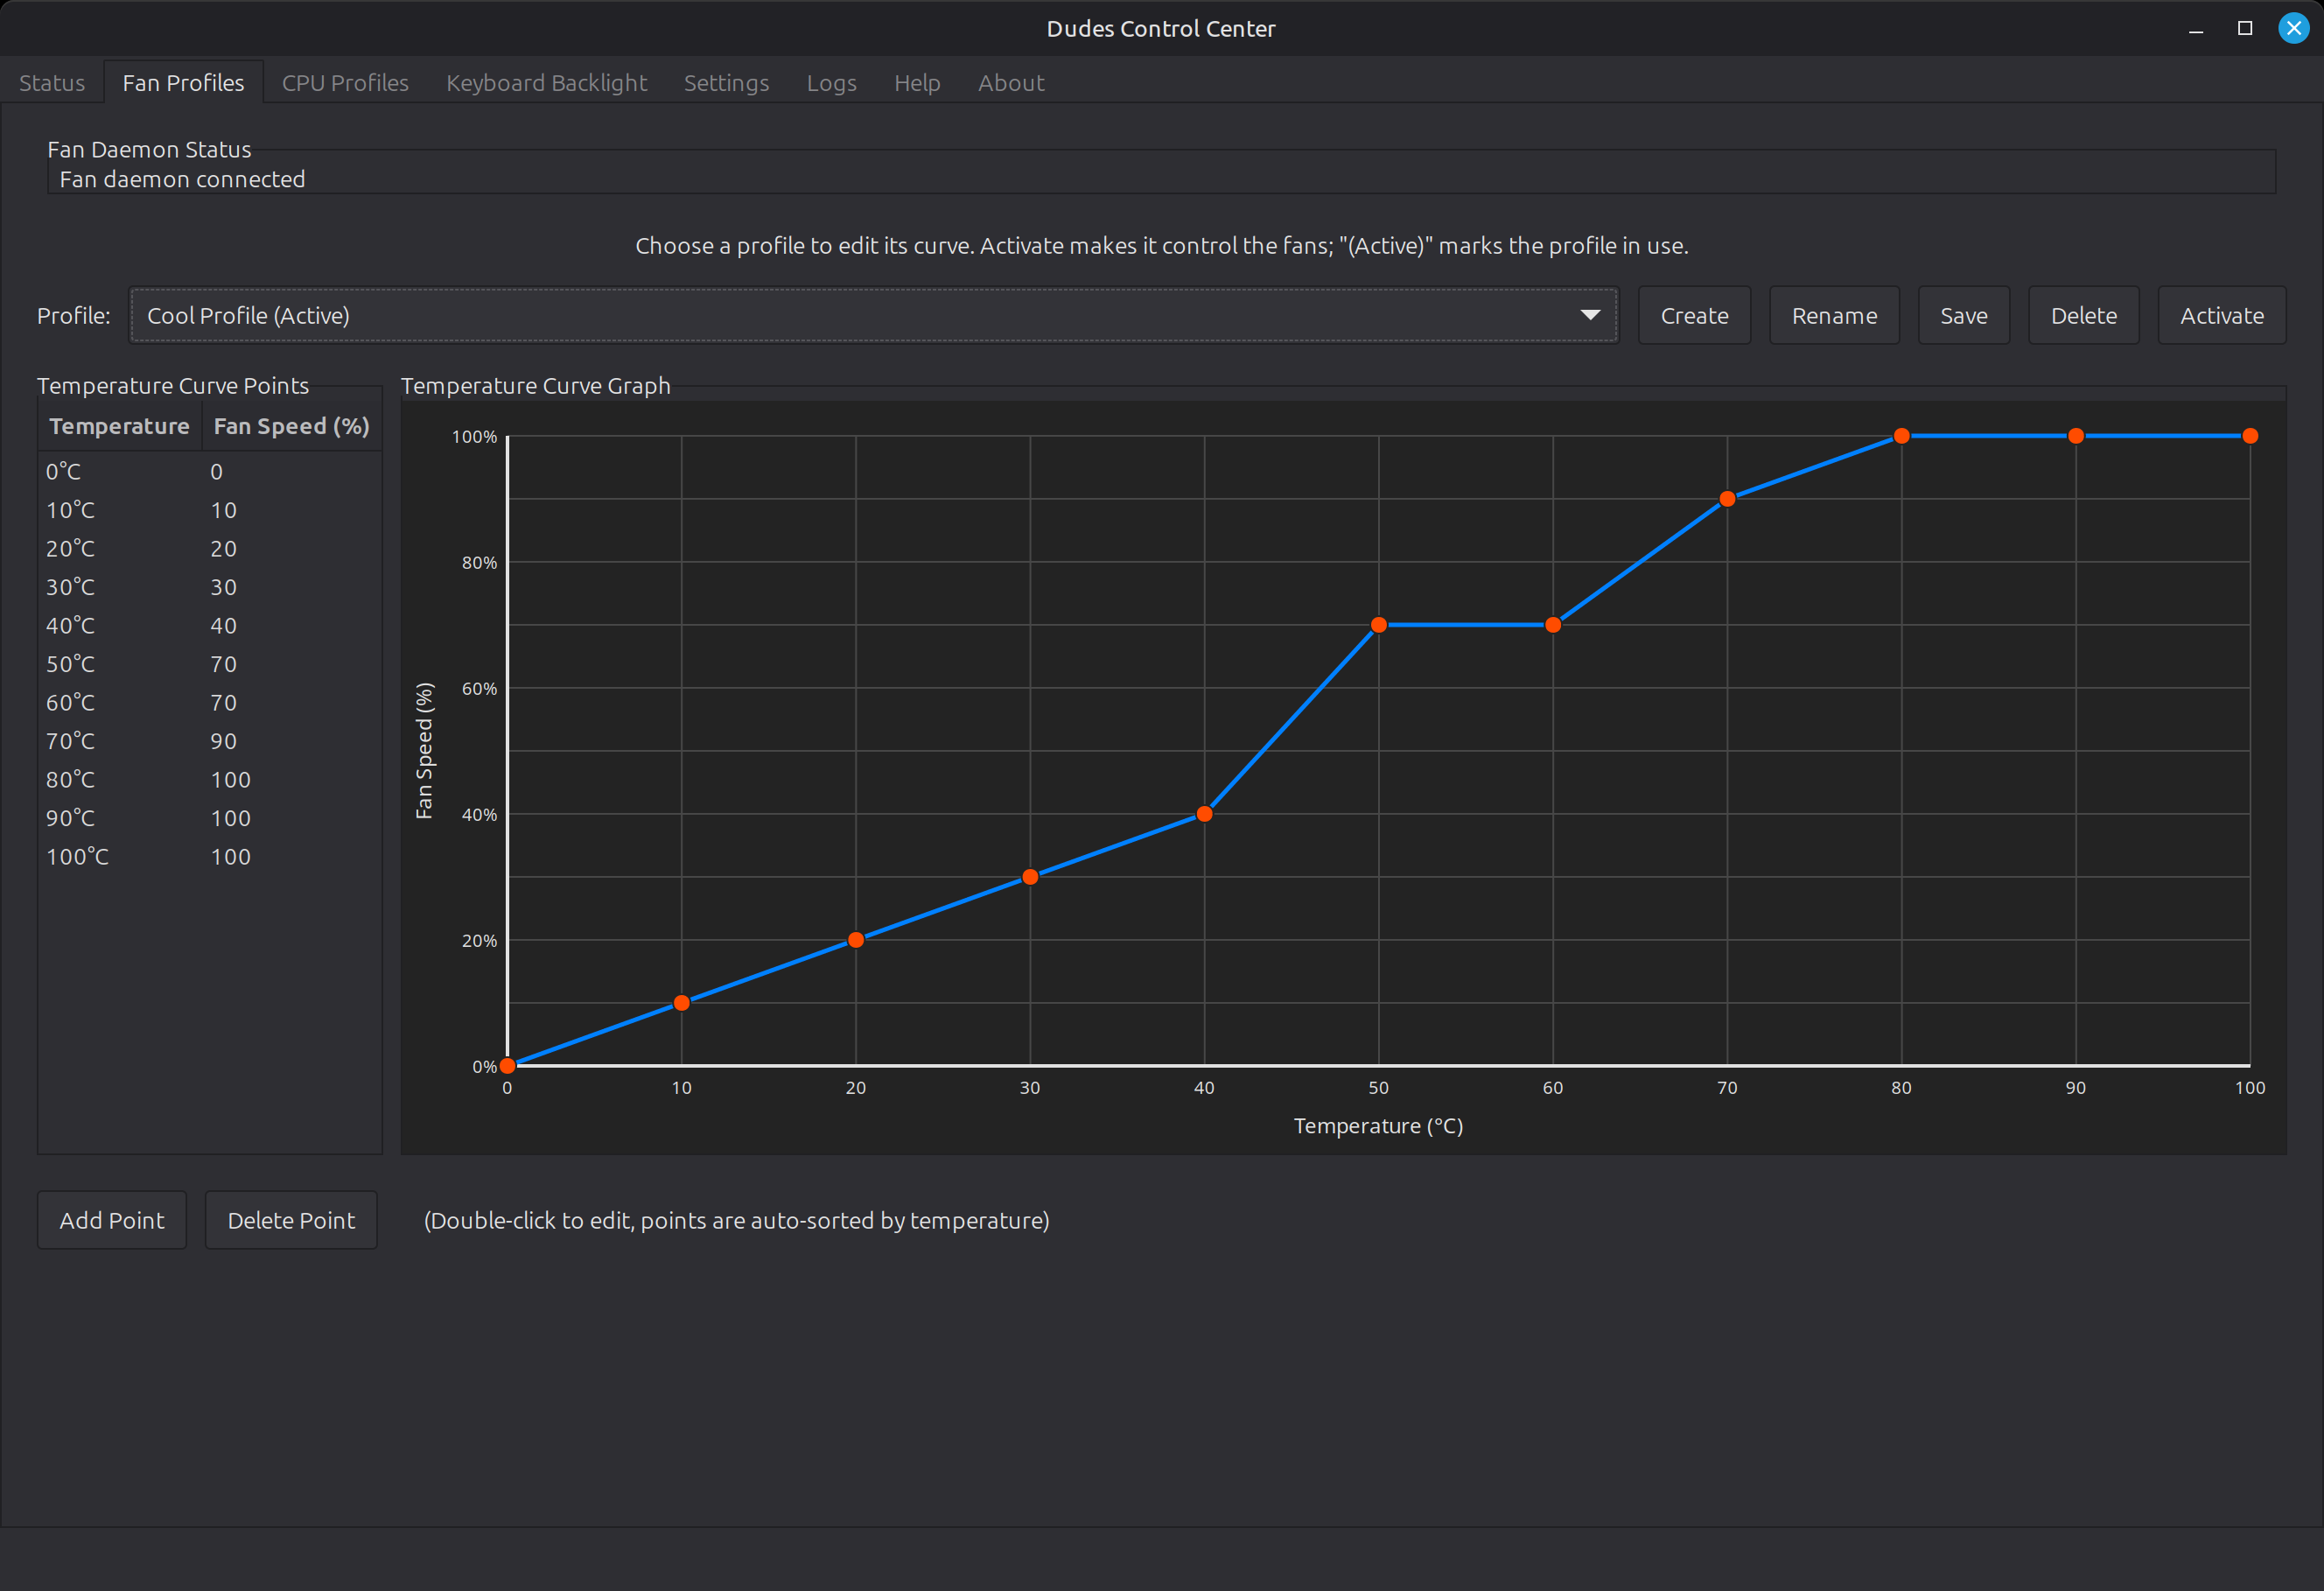 Dudes Control Center
Status Fan Profiles CPU Profiles Keyboard Backlight Settings Logs Help About
Fan Daemon Status
Fan daemon connected
Choose a profile to edit its curve. Activate makes it control the fans; "(Active)" marks the profile in use.
Profile: Cool Profile (Active) Create Rename Save Delete Activate
Temperature Curve Points
Temperature Fan Speed (%)
0°C 0
10°C 10
20°C 20
30°C 30
40°C 40
50°C 70
60°C 70
70°C 90
80°C 100
90°C 100
100°C 100
Temperature Curve Graph
100%
80%
60%
40%
20%
0%
Fan Speed (%)
0 10 20 30 40 50 60 70 80 90 100
Temperature (°C)
Add Point Delete Point (Double-click to edit, points are auto-sorted by temperature)